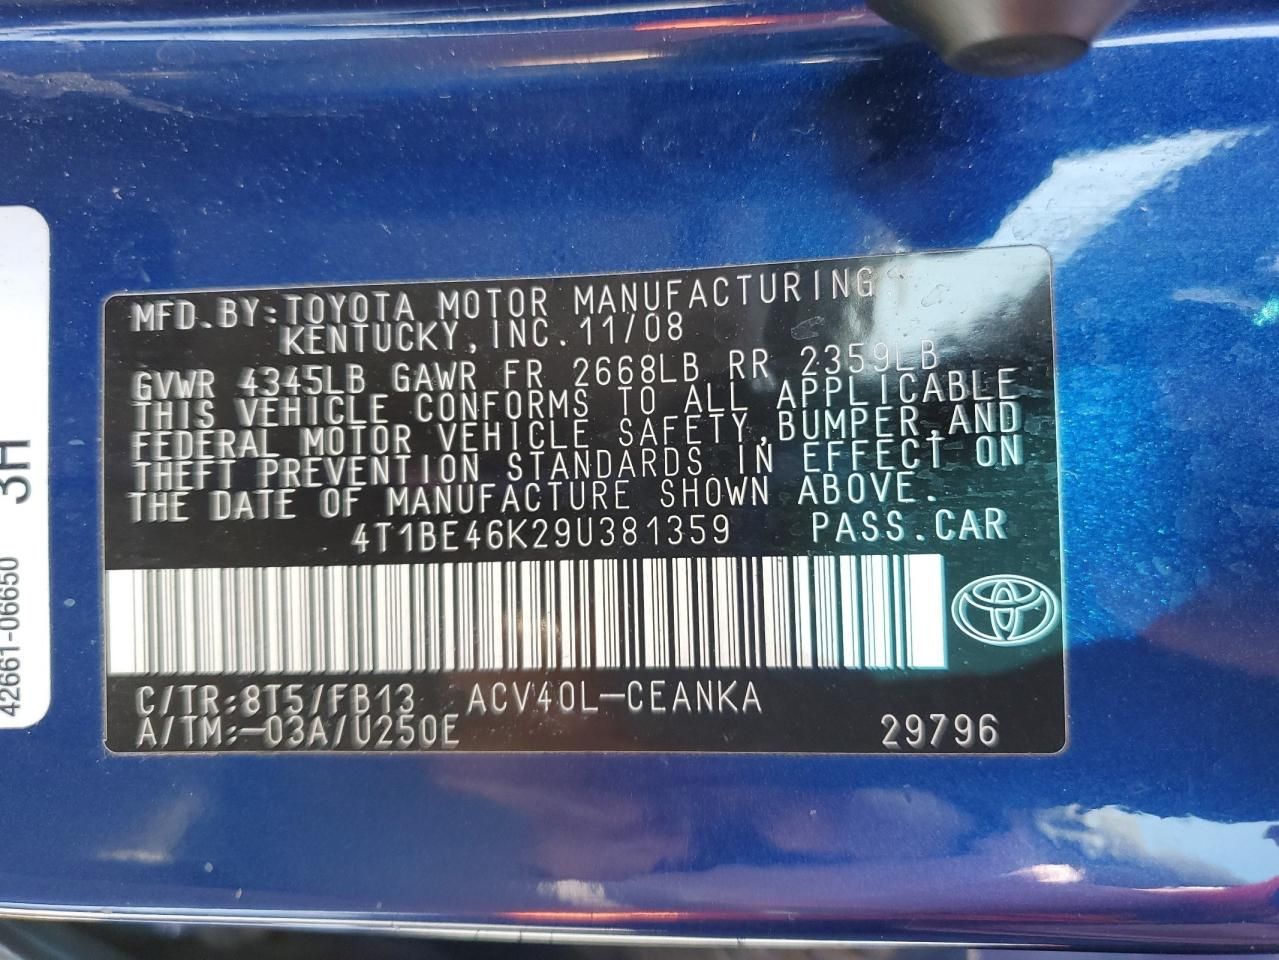 MFD.BY:TOYOTA MOTOR MANUFACTURING
KENTUCKY,INC.11/08
GVWR 4345LB GAWR FR 2668LB RR 2359LB
THIS VEHICLE CONFORMS TO ALL APPLICABLE
FEDERAL MOTOR VEHICLE SAFETY,BUMPER,AND
THEFT PREVENTION STANDARDS IN EFFECT ON
THE DATE OF MANUFACTURE SHOWN ABOVE.
4T1BE46K29U381359 PASS.CAR
C/TR:8T5/FB13 ACV40L-CEANKA
A/TM:-03A/U250E 29796
42661-06650 3H